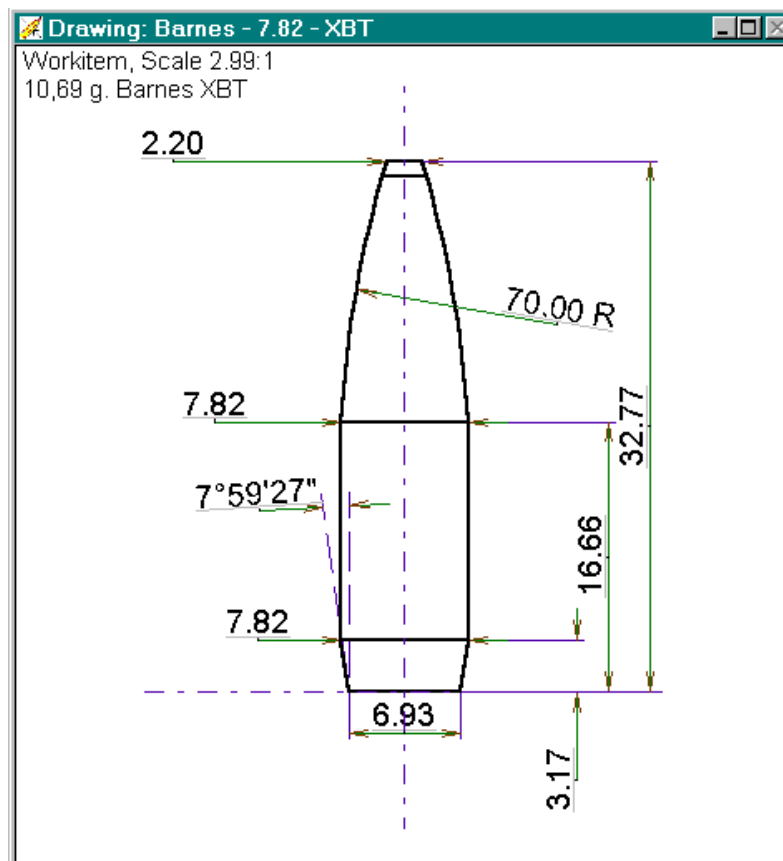 Drawing: Barnes - 7.82 - XBT
Workitem, Scale 2.99:1
10,69 g. Barnes XBT
2.20
70.00 R
7.82
32.77
7°59'27"
16.66
7.82
6.93
3.17